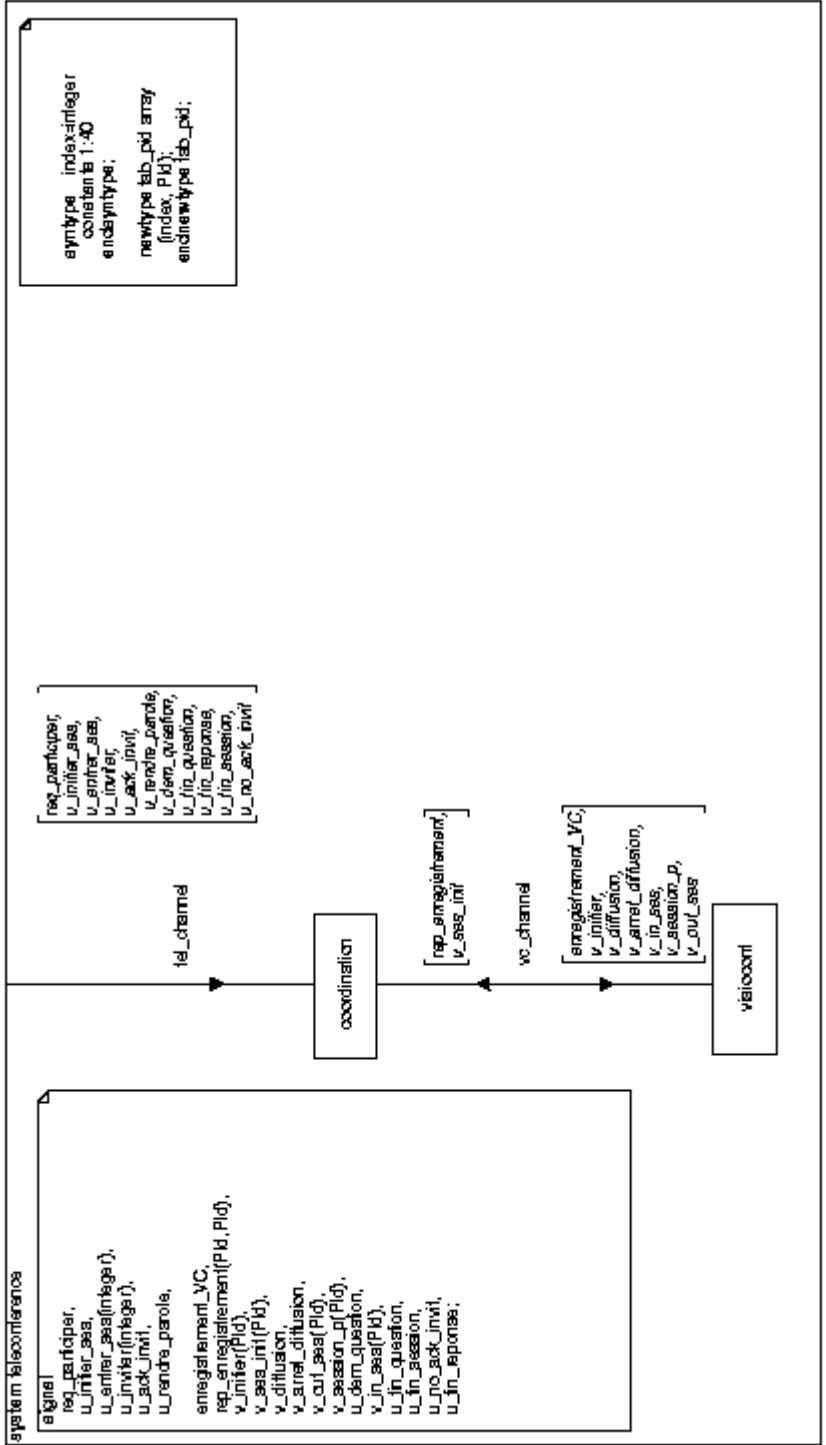 system teleconference
signal
req_participer,
u_initier_ses,
u_entrer_ses(integer),
u_inviter(integer),
u_ack_invit,
u_rendre_parole,
enregistrement_VC,
rep_enregistrement(PId,PId),
v_initier(PId),
v_ses_init(PId),
v_diffusion,
v_arret_diffusion,
v_out_ses(PId),
v_session_p(PId),
u_dem_question,
v_in_ses(PId),
u_fin_question,
u_fin_session,
u_no_ack_invit,
u_fin_reponse;
tel_channel
req_participer,
u_initier_ses,
u_entrer_ses,
u_inviter,
u_ack_invit,
u_rendre_parole,
u_dem_question,
u_fin_question,
u_fin_reponse,
u_fin_session,
u_no_ack_invit
coordination
rep_enregistrement,
v_ses_init
vc_channel
enregistrement_VC,
v_initier,
v_diffusion,
v_arret_diffusion,
v_in_ses,
v_session_p,
v_out_ses
visioconf
syntype index=integer
constants 1:40
endsyntype;
newtype tab_pid array
(index, PId);
endnewtype tab_pid;